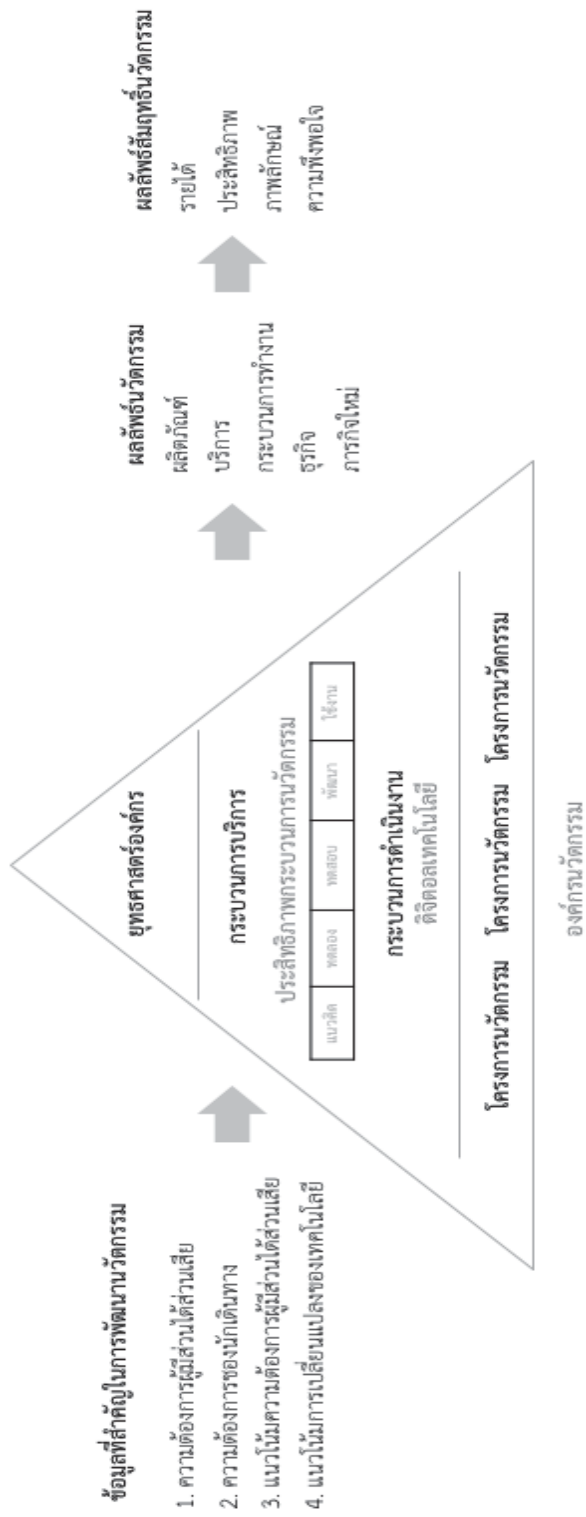 ข้อมูลที่สำคัญในการพัฒนานวัตกรรม
1. ความต้องการผู้มีส่วนได้ส่วนเสีย
2. ความต้องการของนักเดินทาง
3. แนวโน้มความต้องการผู้มีส่วนได้ส่วนเสีย
4. แนวโน้มการเปลี่ยนแปลงของเทคโนโลยี
ยุทธศาสตร์องค์กร
กระบวนการบริการ
ประสิทธิภาพกระบวนการนวัตกรรม
แนวคิด ทดลอง ทดสอบ พัฒนา ใช้งาน
กระบวนการดำเนินงาน
ดิจิตอลเทคโนโลยี
โครงการนวัตกรรม โครงการนวัตกรรม โครงการนวัตกรรม
องค์กรนวัตกรรม
ผลลัพธ์นวัตกรรม
ผลิตภัณฑ์
บริการ
กระบวนการทำงาน
ธุรกิจ
ภารกิจใหม่
ผลลัพธ์สัมฤทธิ์นวัตกรรม
รายได้
ประสิทธิภาพ
ภาพลักษณ์
ความพึงพอใจ